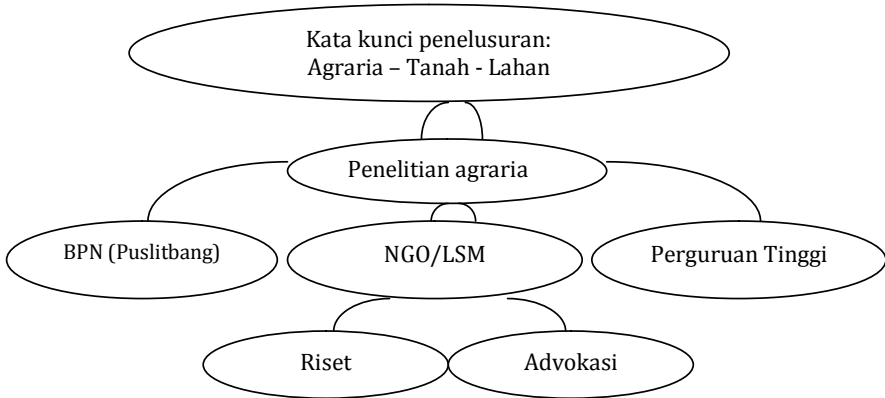 Kata kunci penelusuran:
Agraria – Tanah - Lahan
Penelitian agraria
BPN (Puslitbang)
NGO/LSM
Perguruan Tinggi
Riset
Advokasi